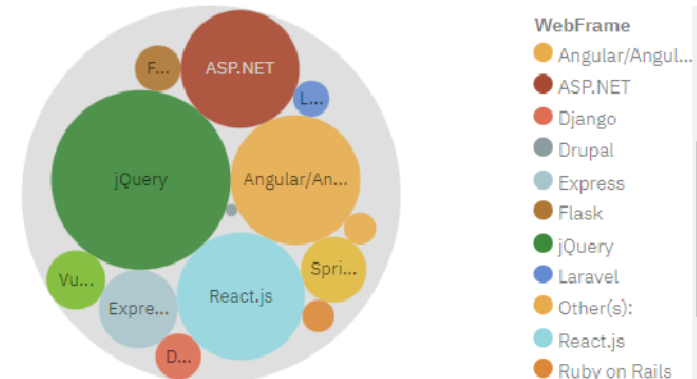 F...
ASP.NET
L...
jQuery
Angular/An...
Vu...
Spri...
Expre...
React.js
D...
WebFrame
Angular/Angul...
ASP.NET
Django
Drupal
Express
Flask
jQuery
Laravel
Other(s):
React.js
Ruby on Rails